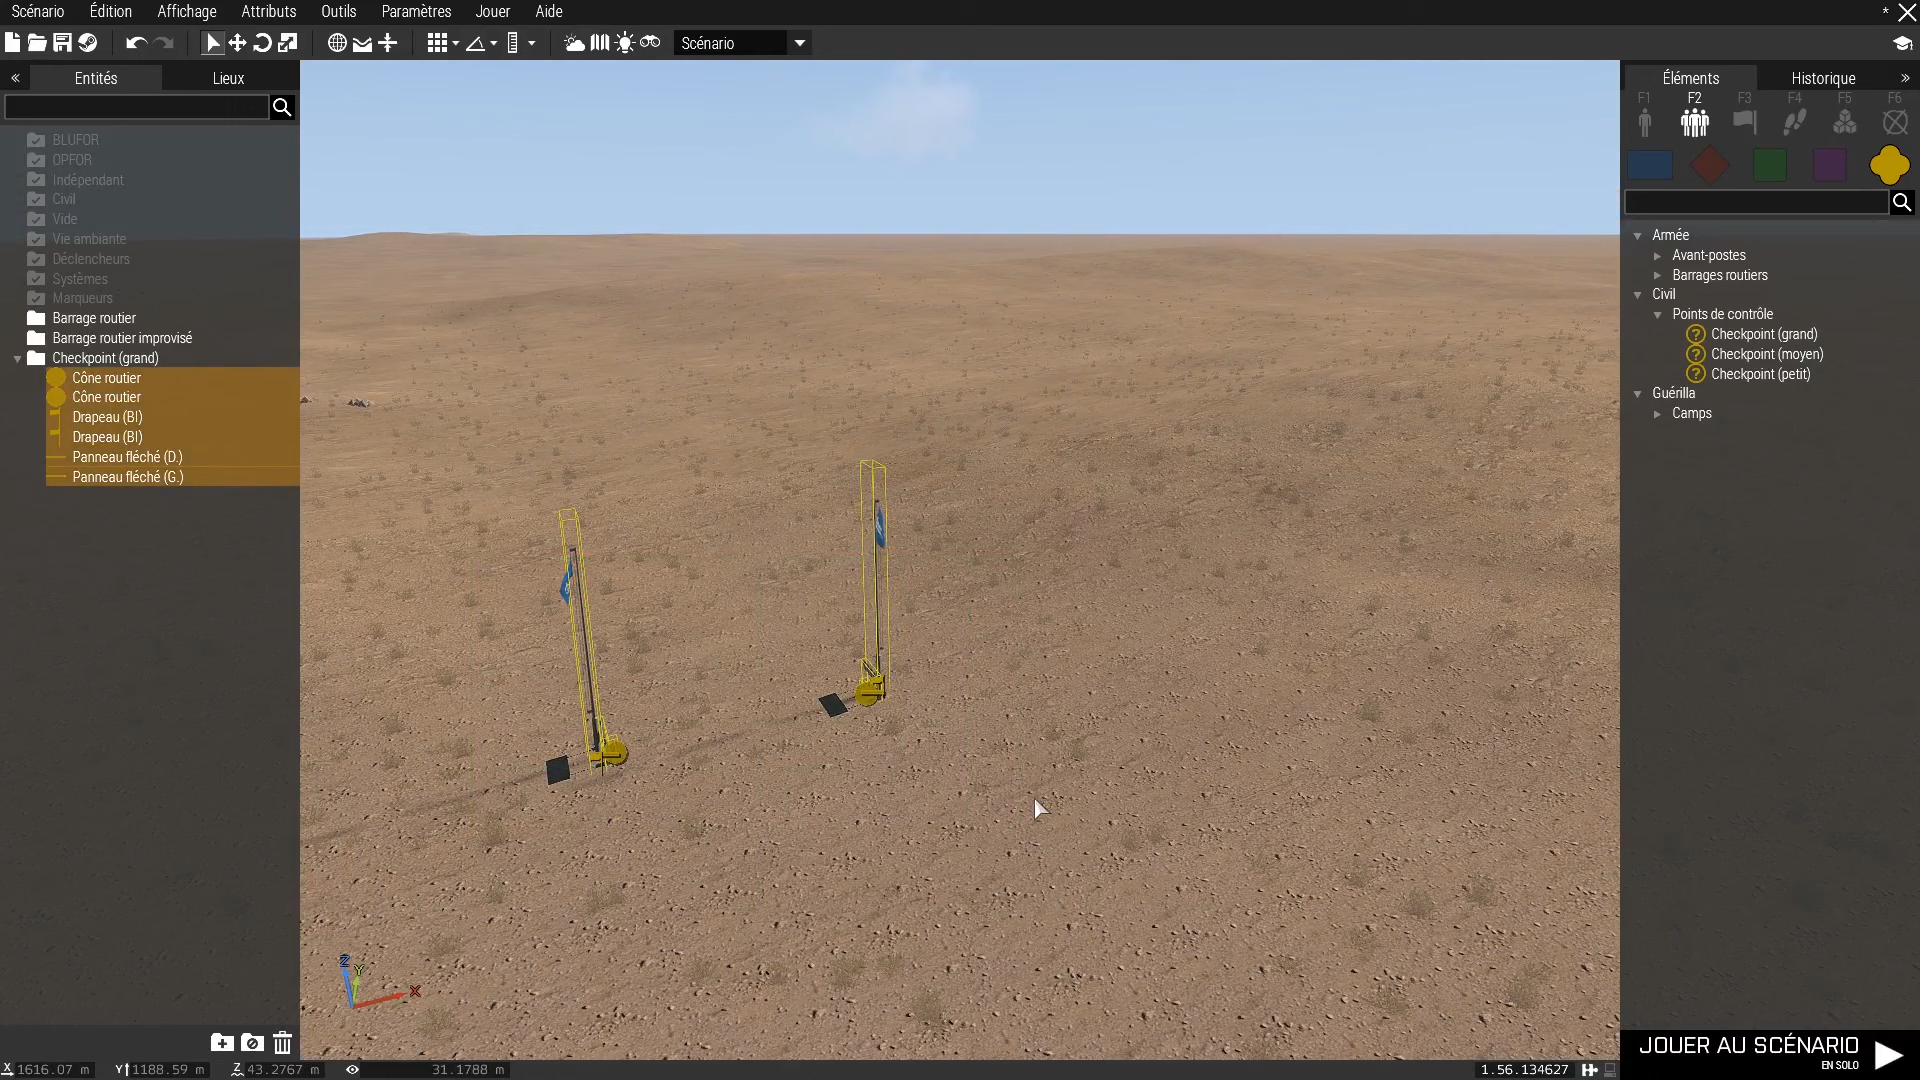 Scénario Édition Affichage Attributs Outils Paramètres Jouer Aide
*
Scénario
Entités Lieux
Éléments Historique
F1 F2 F3 F4 F5 F6
BLUFOR
OPFOR
Indépendant
Civil
Vide
Vie ambiante
Déclencheurs
Systèmes
Marqueurs
Barrage routier
Barrage routier improvisé
Checkpoint (grand)
Cône routier
Cône routier
Drapeau (BI)
Drapeau (BI)
Panneau fléché (D.)
Panneau fléché (G.)
Armée
Avant-postes
Barrages routiers
Civil
Points de contrôle
Checkpoint (grand)
Checkpoint (moyen)
Checkpoint (petit)
Guérilla
Camps
Z
Y
X
JOUER AU SCÉNARIO
EN SOLO
X 1616.07 m Y 1188.59 m Z 43.2767 m 31.1788 m 1.56.134627